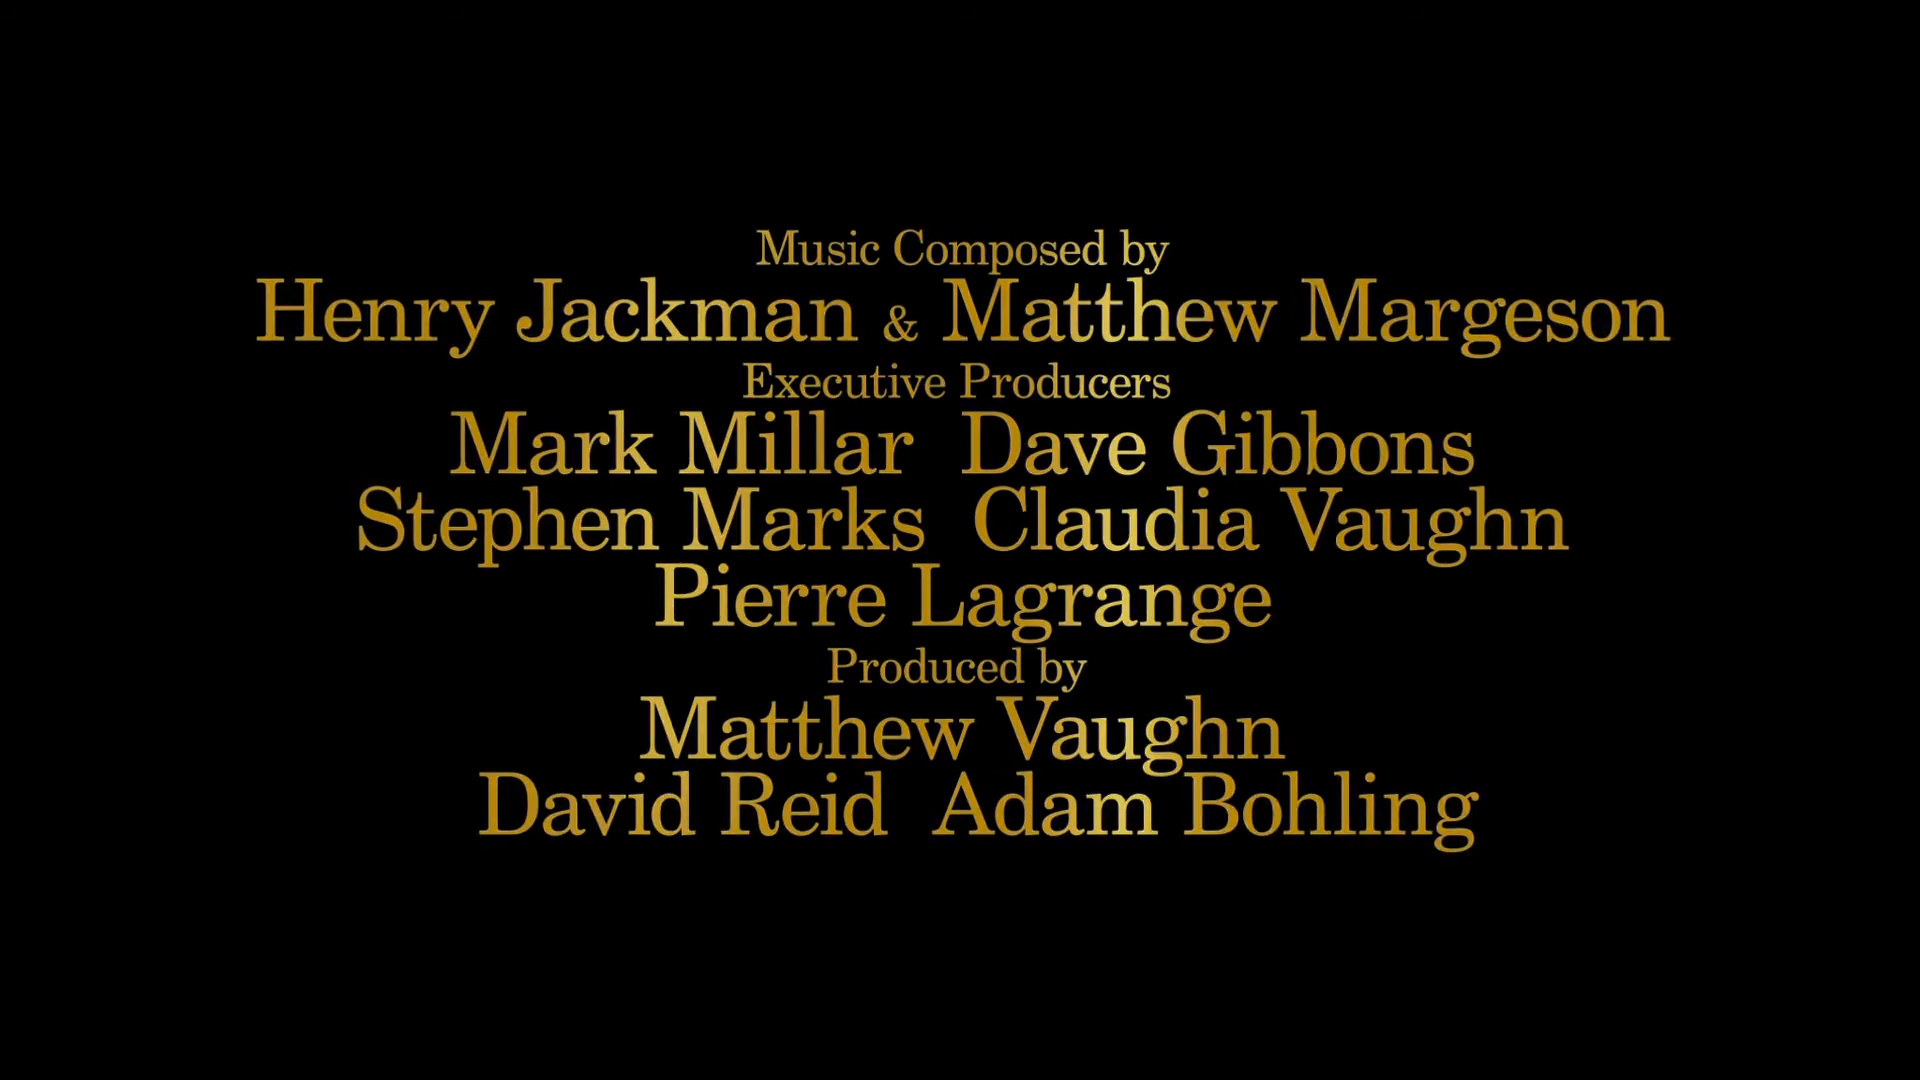 Music Composed by
Henry Jackman & Matthew Margeson
Executive Producers
Mark Millar  Dave Gibbons
Stephen Marks  Claudia Vaughn
Pierre Lagrange
Produced by
Matthew Vaughn
David Reid  Adam Bohling